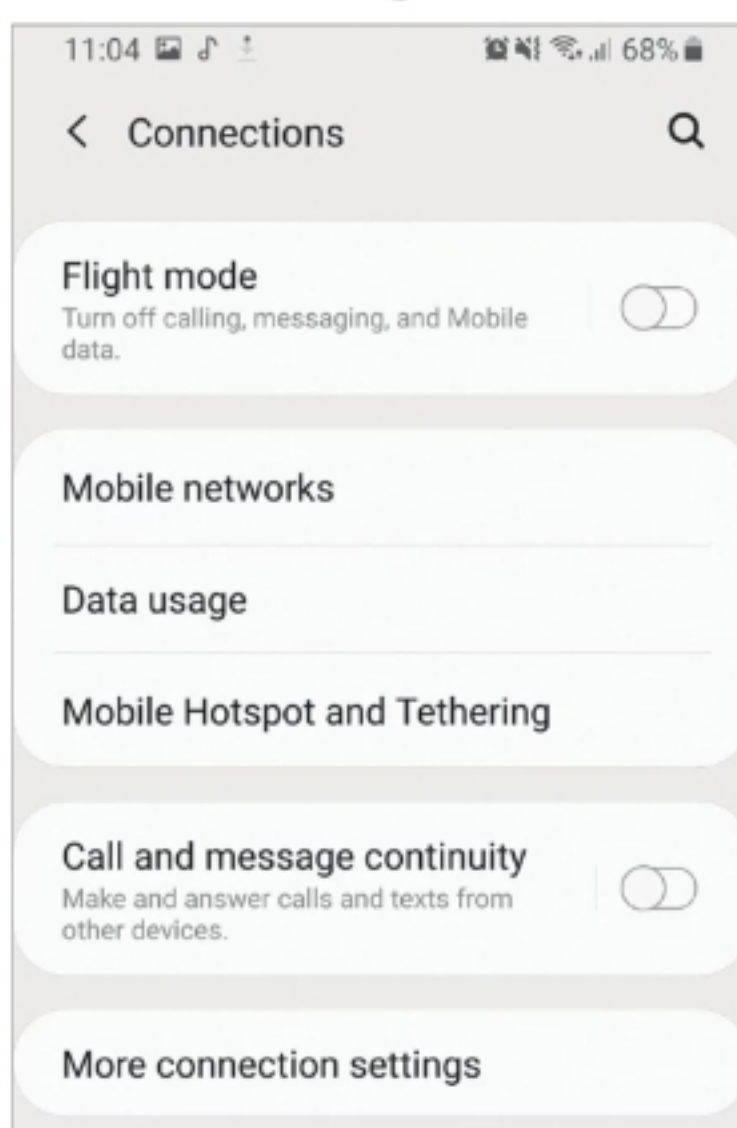 11:04 68%
Connections
Flight mode
Turn off calling, messaging, and Mobile
data.
Mobile networks
Data usage
Mobile Hotspot and Tethering
Call and message continuity
Make and answer calls and texts from
other devices.
More connection settings